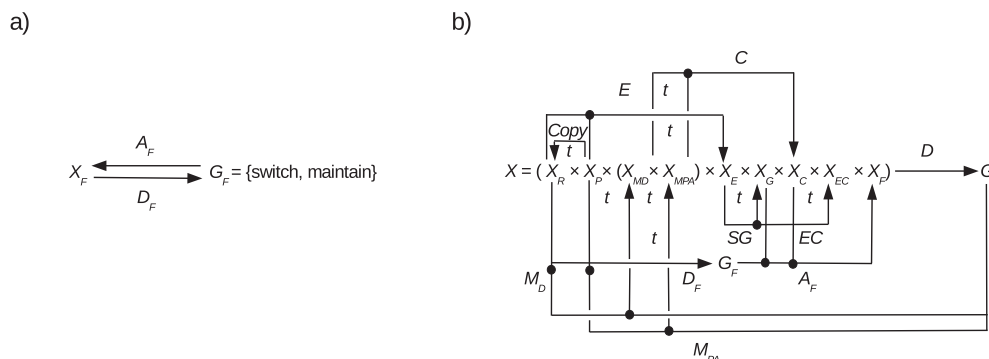 a)
b)
C
E
t
Copy
t
t
A_F
X_F
G_F = {switch, maintain}
D_F
X = ( X_R × X_P × (X_MD × X_MPA) × X_E × X_G × X_C × X_EC × X_F)
D
G
t
t
t
t
t
SG
EC
M_D
D_F
G_F
A_F
M_PA